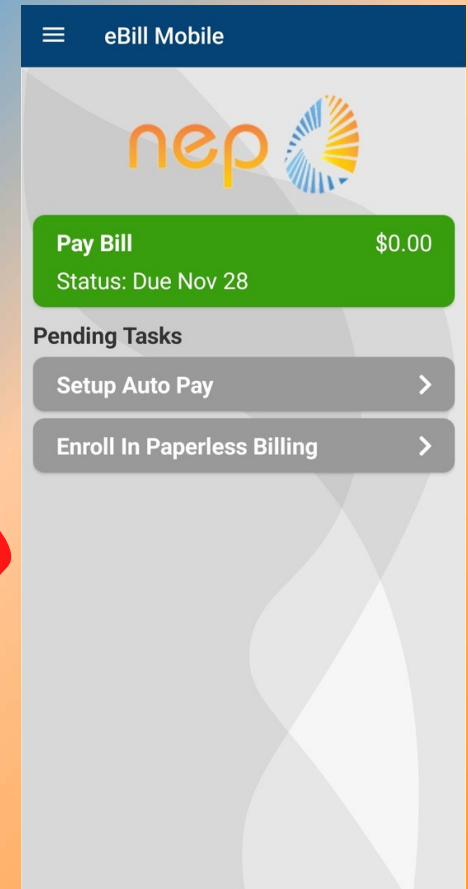 eBill Mobile
nep
Pay Bill $0.00
Status: Due Nov 28
Pending Tasks
Setup Auto Pay
Enroll In Paperless Billing